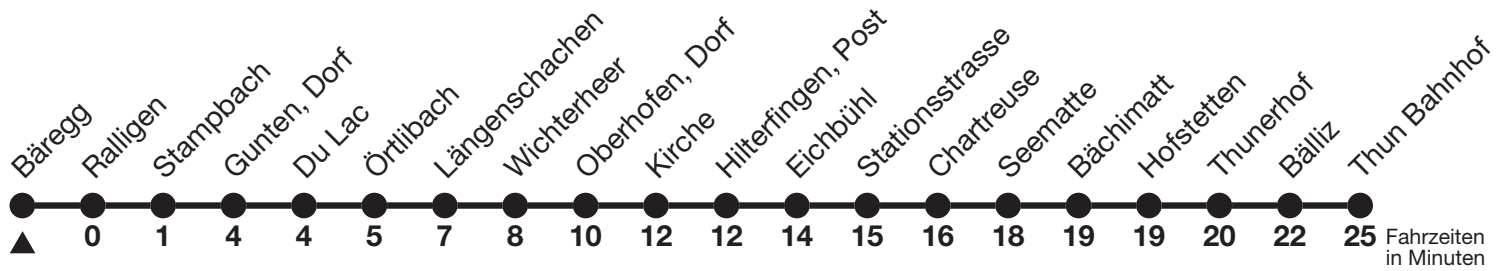 Bäregg
Ralligen
Stampbach
Gunten, Dorf
Du Lac
Örtlibach
Längenschachen
Wichterheer
Oberhofen, Dorf
Kirche
Hilterfingen, Post
Eichbühl
Stationsstrasse
Chartreuse
Seematte
Bächimatt
Hofstetten
Thunerhof
Bälliz
Thun Bahnhof
0 1 4 4 5 7 8 10 12 12 14 15 16 18 19 19 20 22 25 Fahrzeiten
in Minuten